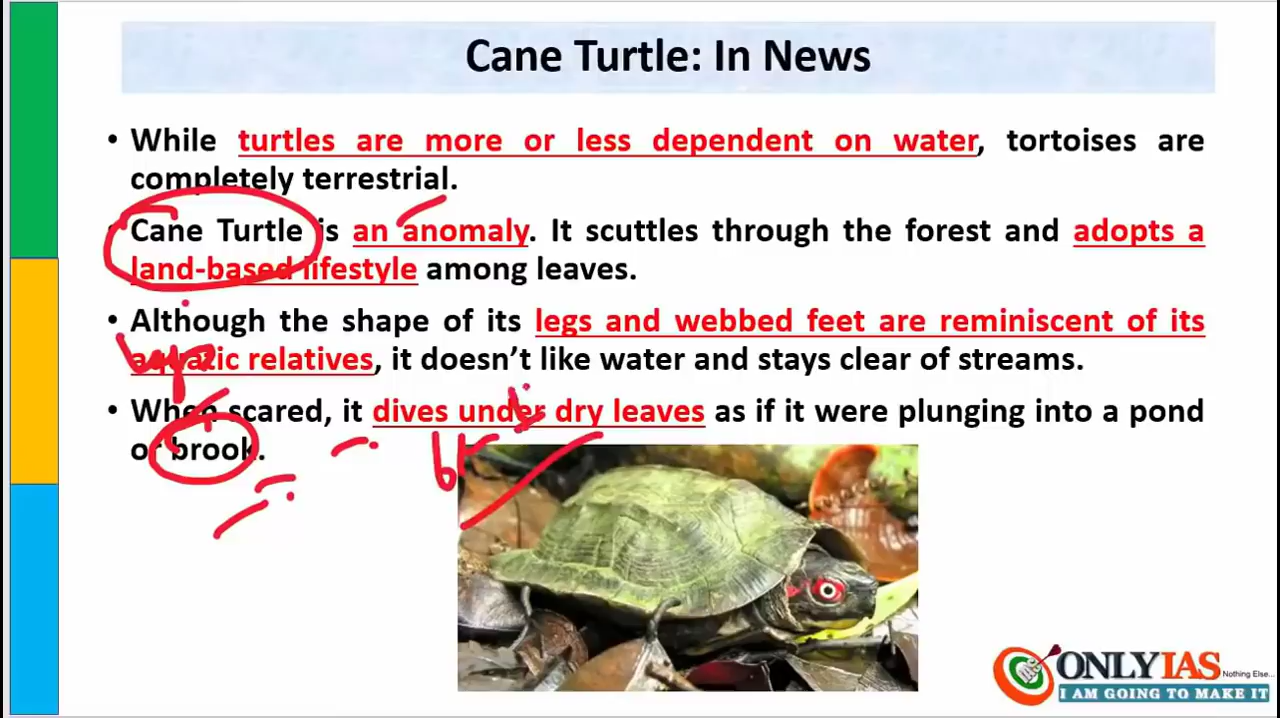 Cane Turtle: In News
• While turtles are more or less dependent on water, tortoises are
completely terrestrial.
• Cane Turtle is an anomaly. It scuttles through the forest and adopts a
land-based lifestyle among leaves.
• Although the shape of its legs and webbed feet are reminiscent of its
aquatic relatives, it doesn't like water and stays clear of streams.
• When scared, it dives under dry leaves as if it were plunging into a pond
or brook.
ONLYIAS
Nothing Else...
I AM GOING TO MAKE IT